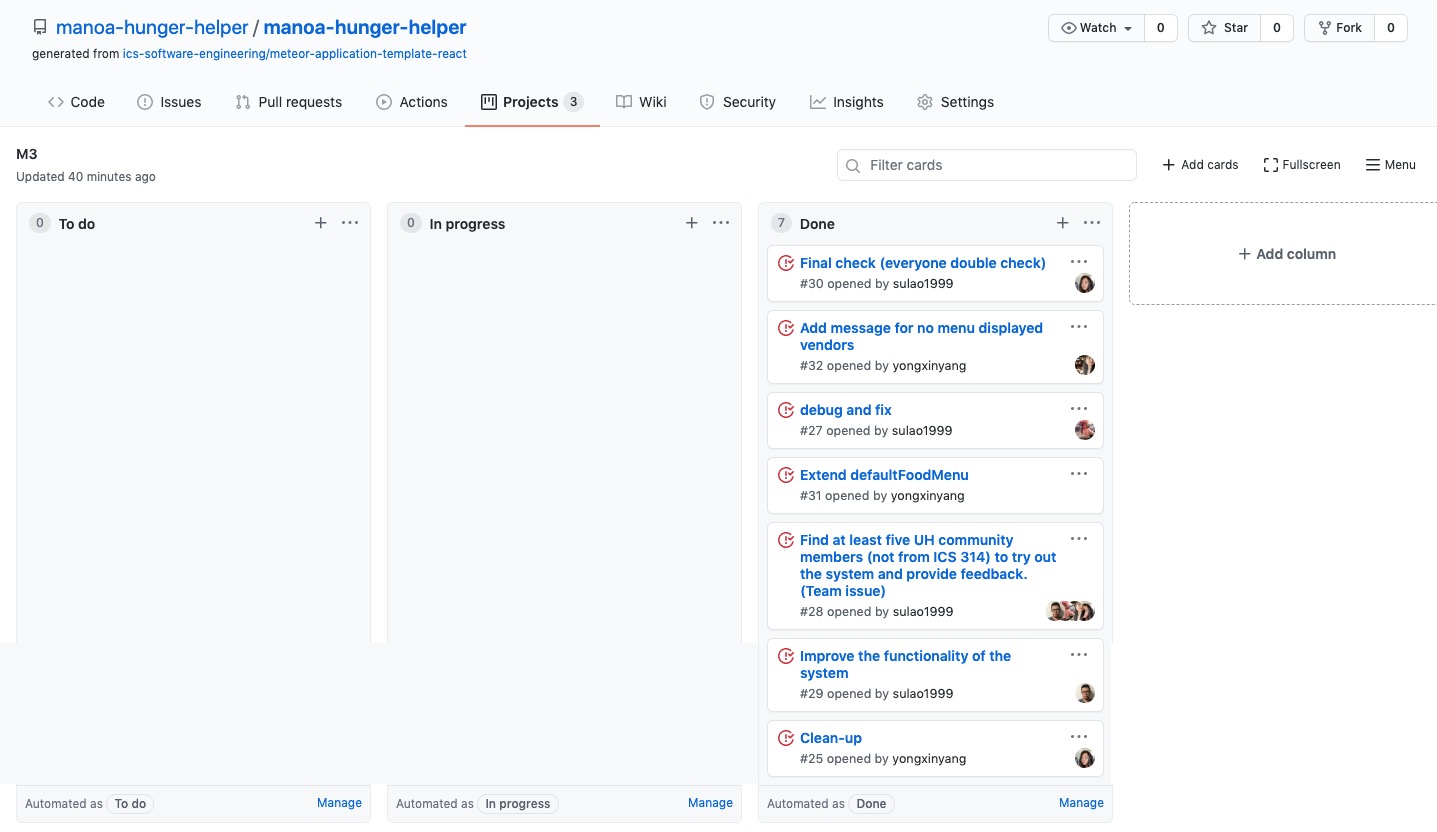 manoa-hunger-helper / manoa-hunger-helper
Watch 0 Star 0 Fork 0
generated from ics-software-engineering/meteor-application-template-react
Code Issues Pull requests Actions Projects 3 Wiki Security Insights Settings
M3
Updated 40 minutes ago
Filter cards
+ Add cards Fullscreen Menu
0 To do + ...
0 In progress + ...
7 Done + ...
Final check (everyone double check) ...
#30 opened by sulao1999
Add message for no menu displayed ...
vendors
#32 opened by yongxinyang
debug and fix ...
#27 opened by sulao1999
Extend defaultFoodMenu ...
#31 opened by yongxinyang
Find at least five UH community ...
members (not from ICS 314) to try out
the system and provide feedback.
(Team issue)
#28 opened by sulao1999
Improve the functionality of the ...
system
#29 opened by sulao1999
Clean-up ...
#25 opened by yongxinyang
+ Add column
Automated as To do Manage
Automated as In progress Manage
Automated as Done Manage